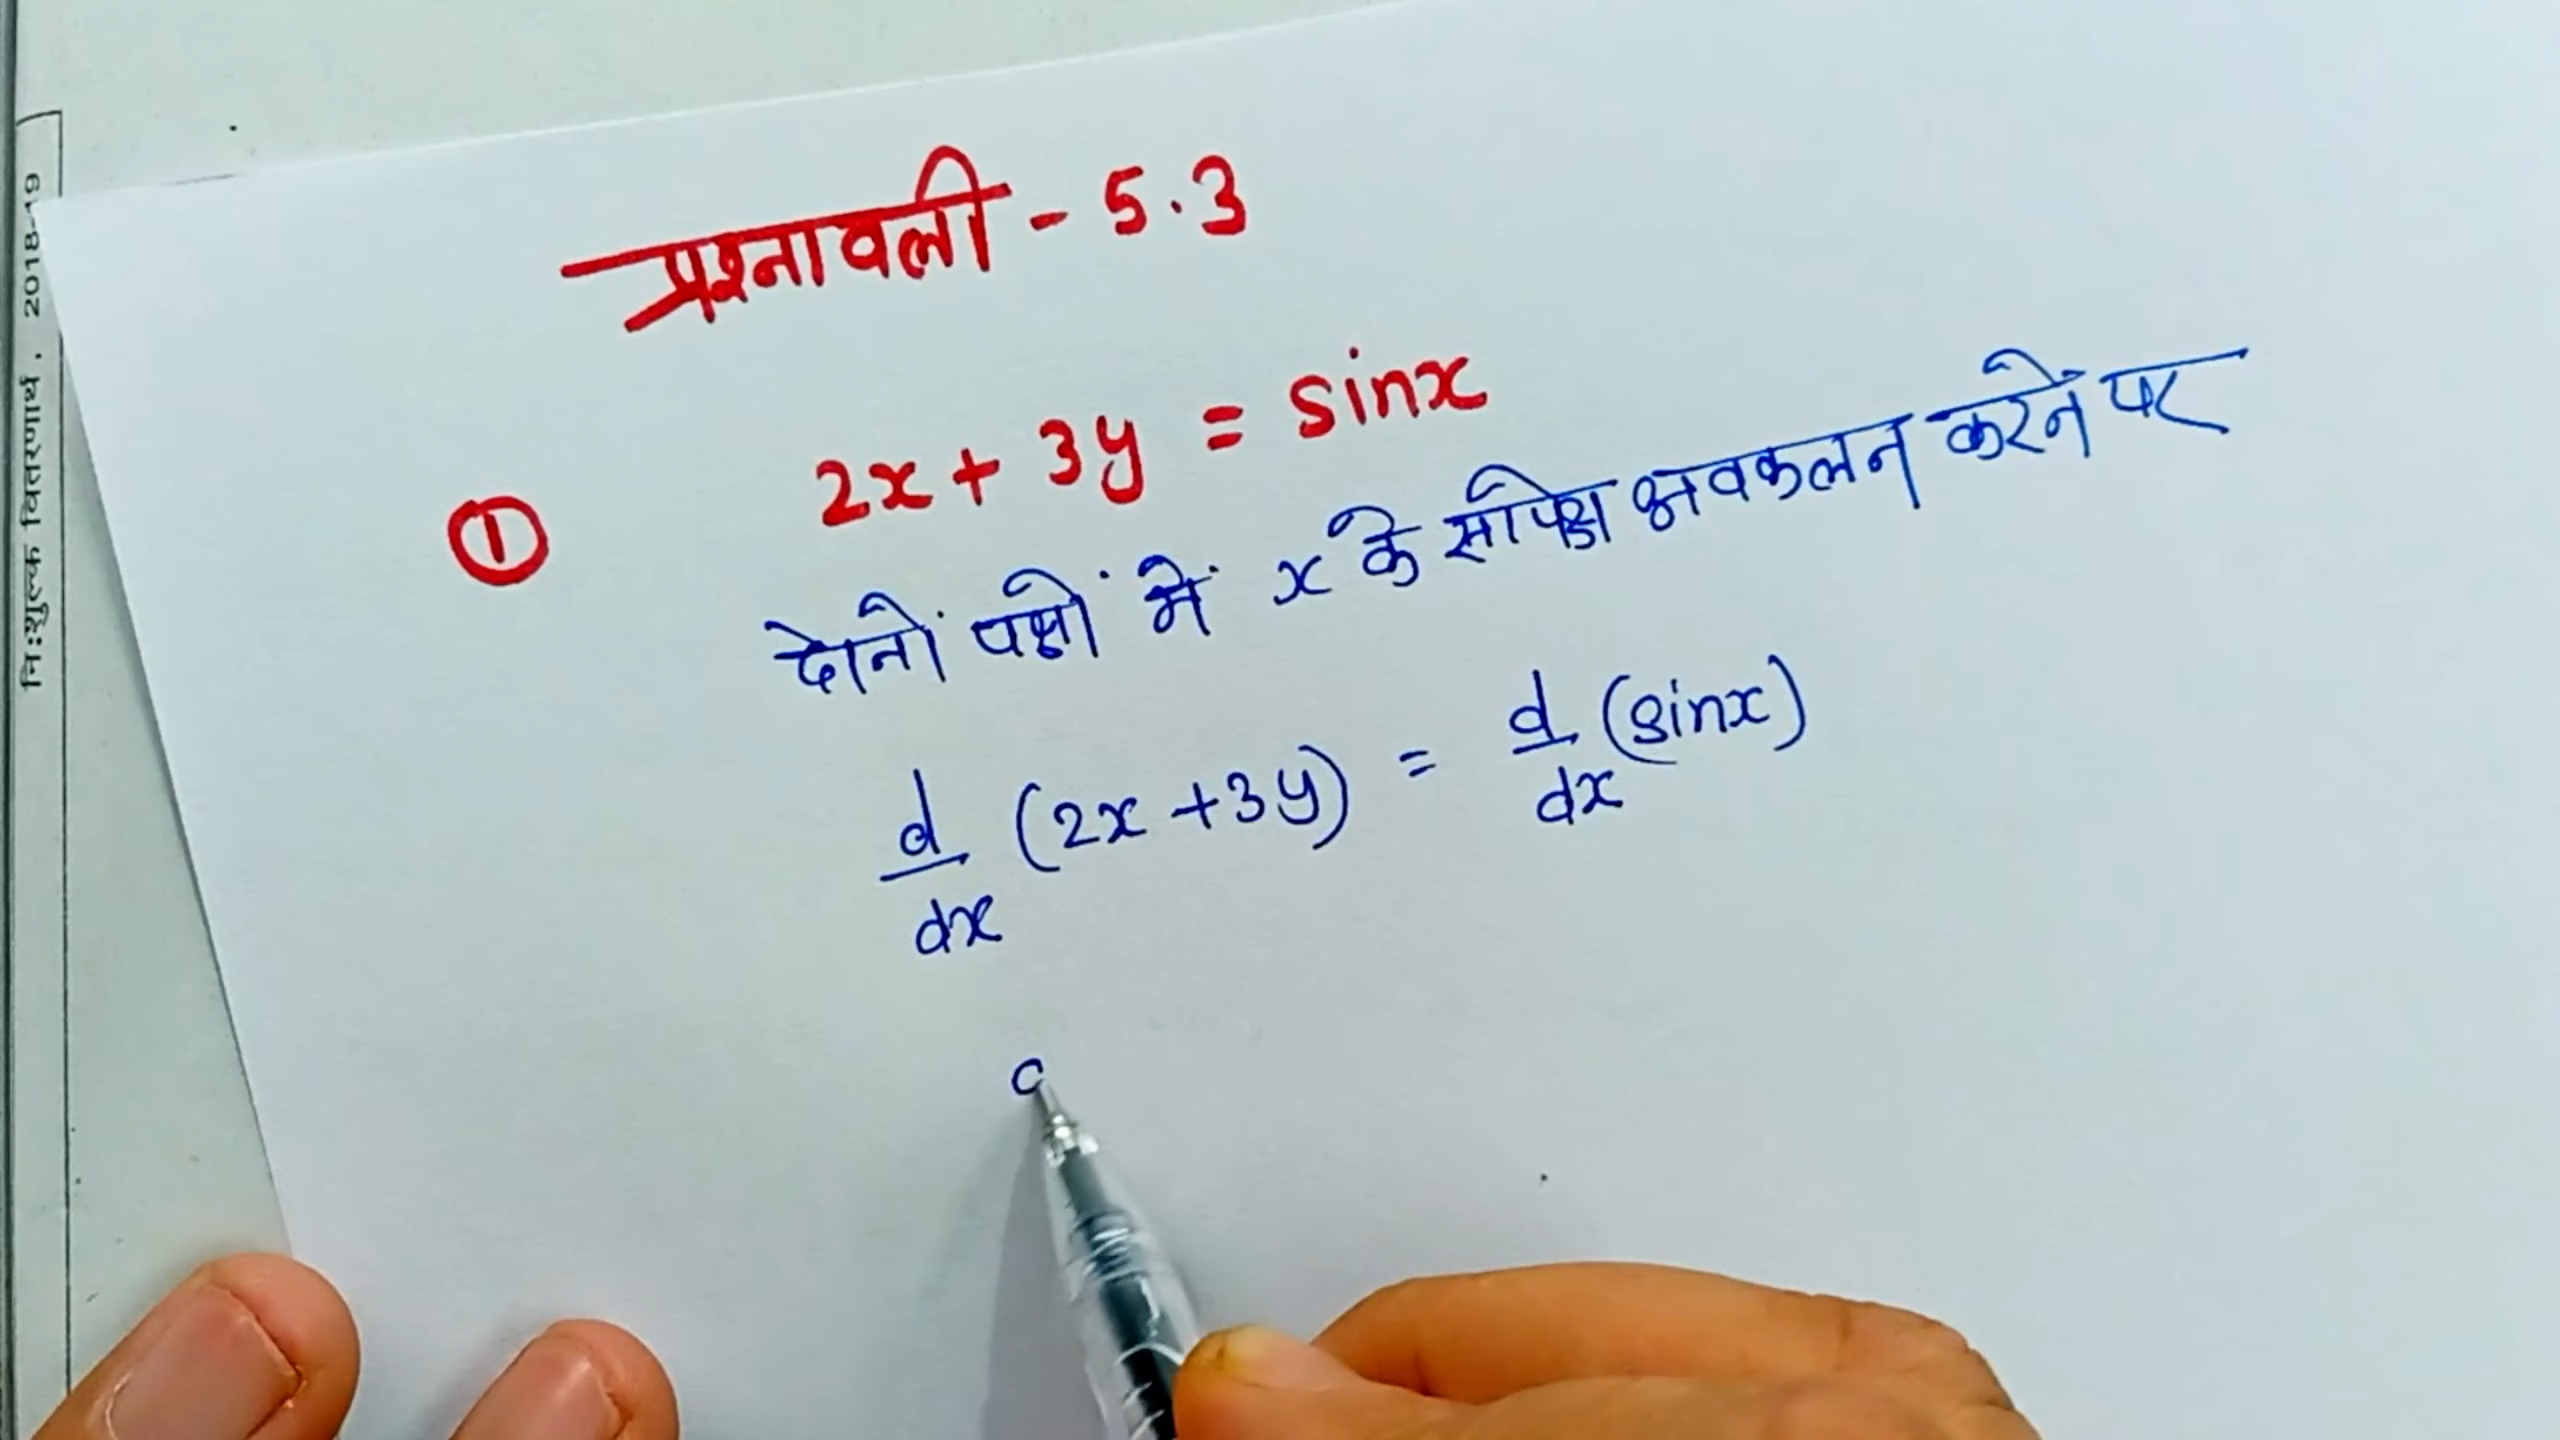 प्रश्नावली - 5.3
① 2x + 3y = sinx
दोनों पक्षों में x के सापेक्ष अवकलन करने पर
d/dx (2x + 3y) = d/dx (sinx)
नि:शुल्क वितरणार्थ . 2018-19